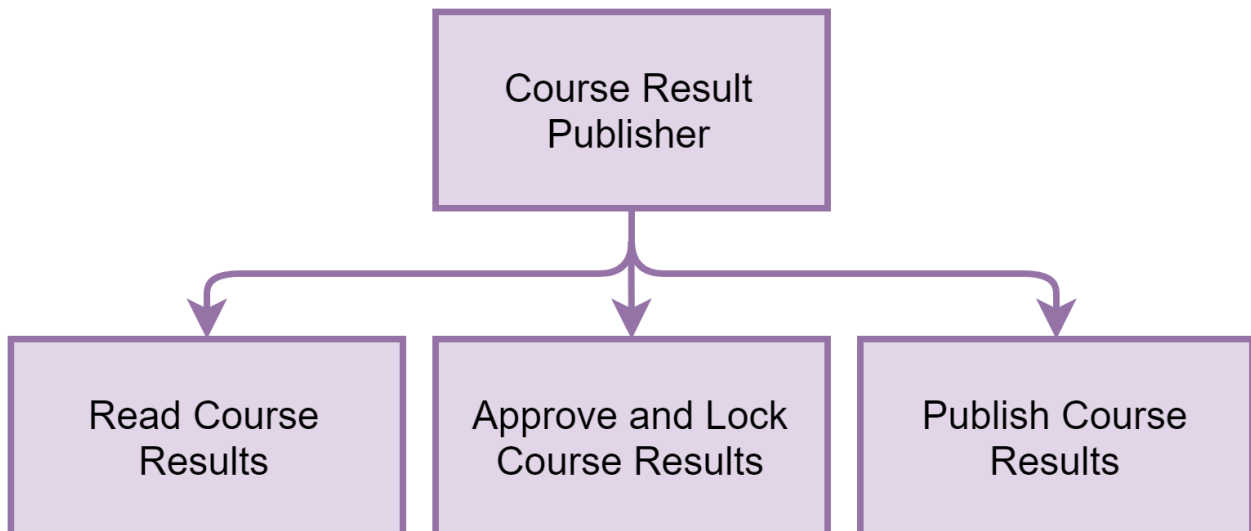 Course Result
Publisher
Read Course
Results
Approve and Lock
Course Results
Publish Course
Results